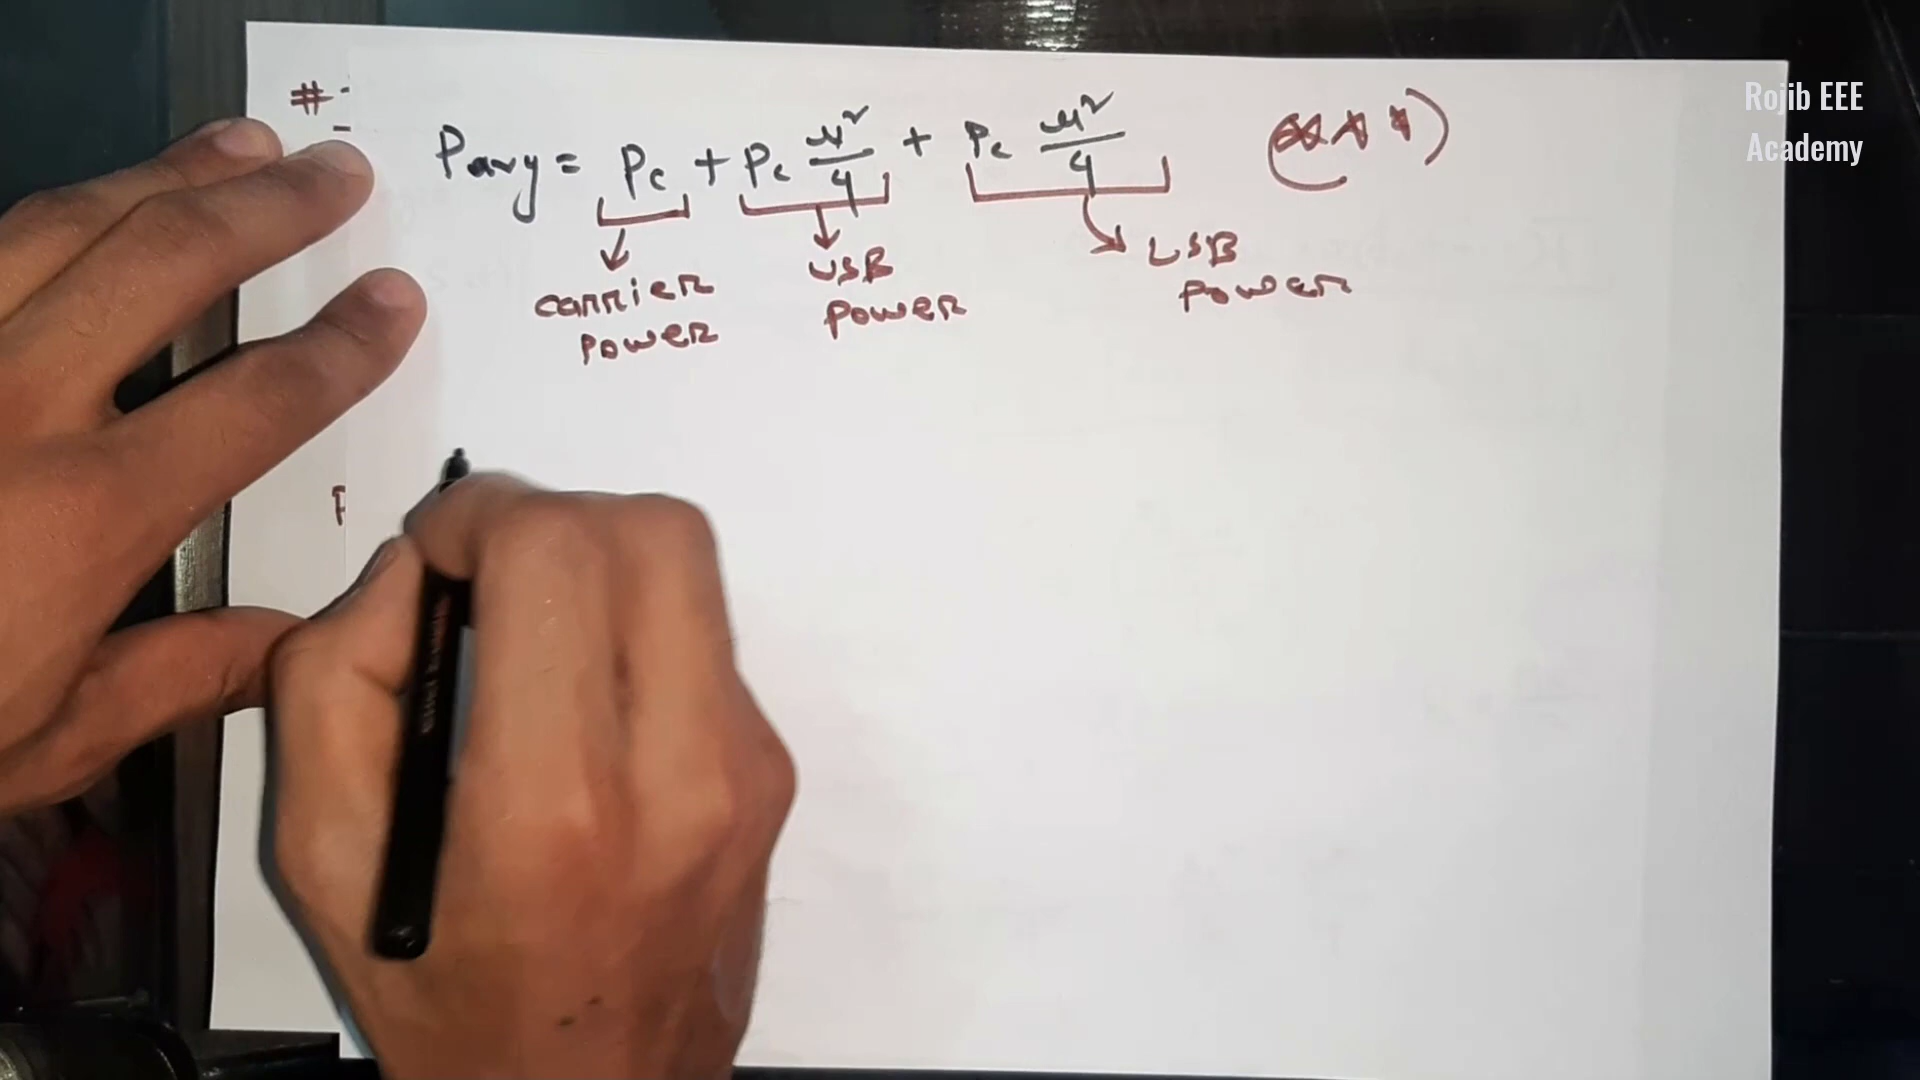 Rojib EEE
Academy
#:
Pavg = Pc + Pc μ²/4 + Pc μ²/4 (***)
carrier power
USB power
LSB power
P